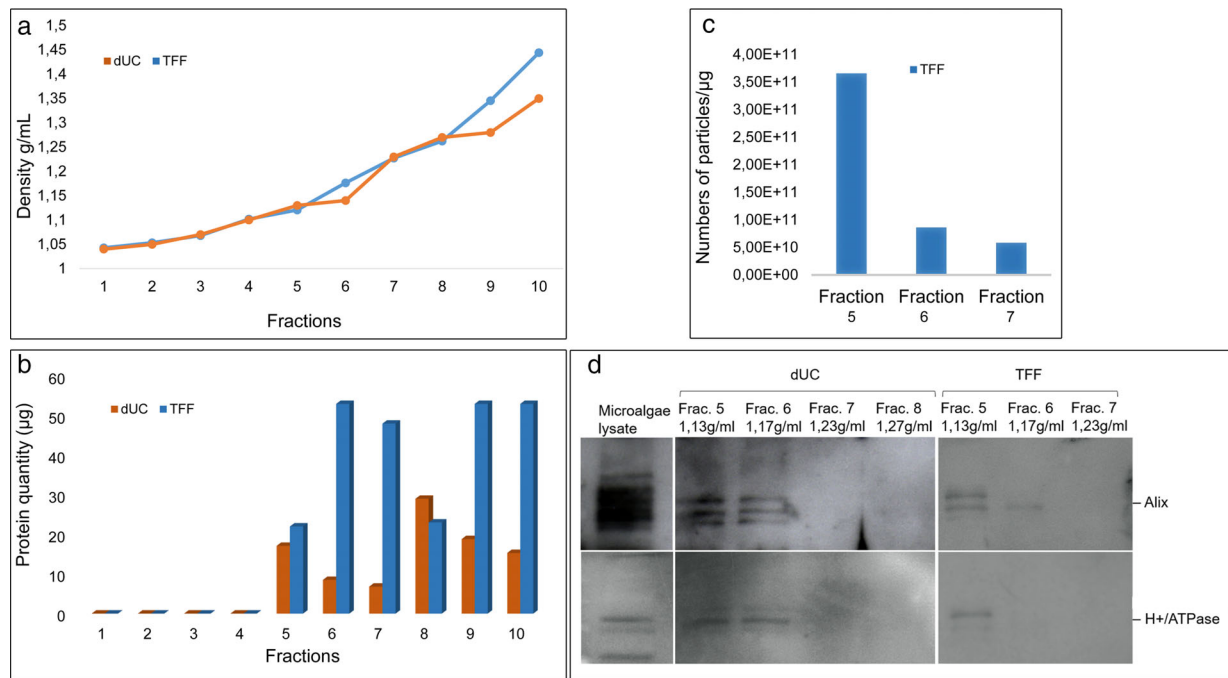 a
1,5
1,45
1,4
1,35
1,3
1,25
1,2
1,15
1,1
1,05
1
Density g/mL
dUC TFF
1 2 3 4 5 6 7 8 9 10
Fractions
c
4,00E+11
3,50E+11
3,00E+11
2,50E+11
2,00E+11
1,50E+11
1,00E+11
5,00E+10
0,00E+00
Numbers of particles/µg
TFF
Fraction Fraction Fraction
5 6 7
b
60
50
40
30
20
10
0
Protein quantity (µg)
dUC TFF
1 2 3 4 5 6 7 8 9 10
Fractions
d
dUC TFF
Microalgae Frac. 5 Frac. 6 Frac. 7 Frac. 8 Frac. 5 Frac. 6 Frac. 7
lysate 1,13g/ml 1,17g/ml 1,23g/ml 1,27g/ml 1,13g/ml 1,17g/ml 1,23g/ml
Alix
H+/ATPase